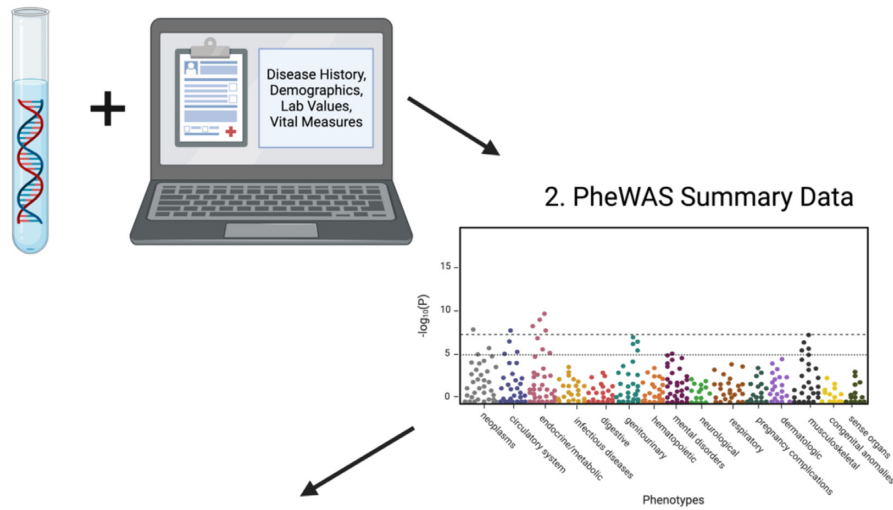 Disease History,
Demographics,
Lab Values,
Vital Measures
2. PheWAS Summary Data
-log₁₀(P)
15
10
5
0
neoplasms
circulatory system
endocrine/metabolic
infectious diseases
digestive
genitourinary
hematopoietic
mental disorders
neurological
respiratory
pregnancy complications
dermatologic
musculoskeletal
congenital anomalies
sense organs
Phenotypes